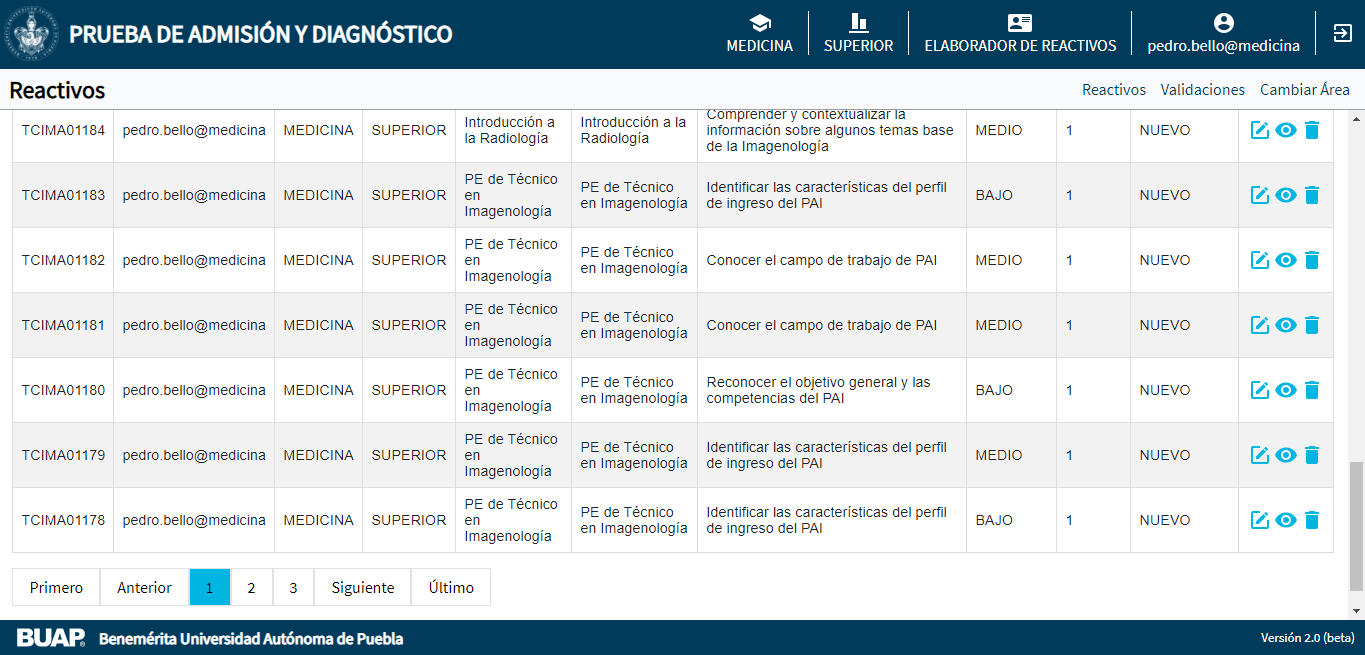 PRUEBA DE ADMISIÓN Y DIAGNÓSTICO
MEDICINA
SUPERIOR
ELABORADOR DE REACTIVOS
pedro.bello@medicina
Reactivos
Reactivos Validaciones Cambiar Área
TCIMA01184 pedro.bello@medicina MEDICINA SUPERIOR
Introducción a
la Radiología
Introducción a la
Radiología
Comprender y contextualizar la
información sobre algunos temas base
de la Imagenología
MEDIO 1 NUEVO
TCIMA01183 pedro.bello@medicina MEDICINA SUPERIOR
PE de Técnico
en
Imagenología
PE de Técnico
en Imagenología
Identificar las características del perfil
de ingreso del PAI
BAJO 1 NUEVO
TCIMA01182 pedro.bello@medicina MEDICINA SUPERIOR
PE de Técnico
en
Imagenología
PE de Técnico
en Imagenología
Conocer el campo de trabajo de PAI
MEDIO 1 NUEVO
TCIMA01181 pedro.bello@medicina MEDICINA SUPERIOR
PE de Técnico
en
Imagenología
PE de Técnico
en Imagenología
Conocer el campo de trabajo de PAI
MEDIO 1 NUEVO
TCIMA01180 pedro.bello@medicina MEDICINA SUPERIOR
PE de Técnico
en
Imagenología
PE de Técnico
en Imagenología
Reconocer el objetivo general y las
competencias del PAI
BAJO 1 NUEVO
TCIMA01179 pedro.bello@medicina MEDICINA SUPERIOR
PE de Técnico
en
Imagenología
PE de Técnico
en Imagenología
Identificar las características del perfil
de ingreso del PAI
MEDIO 1 NUEVO
TCIMA01178 pedro.bello@medicina MEDICINA SUPERIOR
PE de Técnico
en
Imagenología
PE de Técnico
en Imagenología
Identificar las características del perfil
de ingreso del PAI
BAJO 1 NUEVO
Primero Anterior 1 2 3 Siguiente Último
BUAP® Benemérita Universidad Autónoma de Puebla
Versión 2.0 (beta)